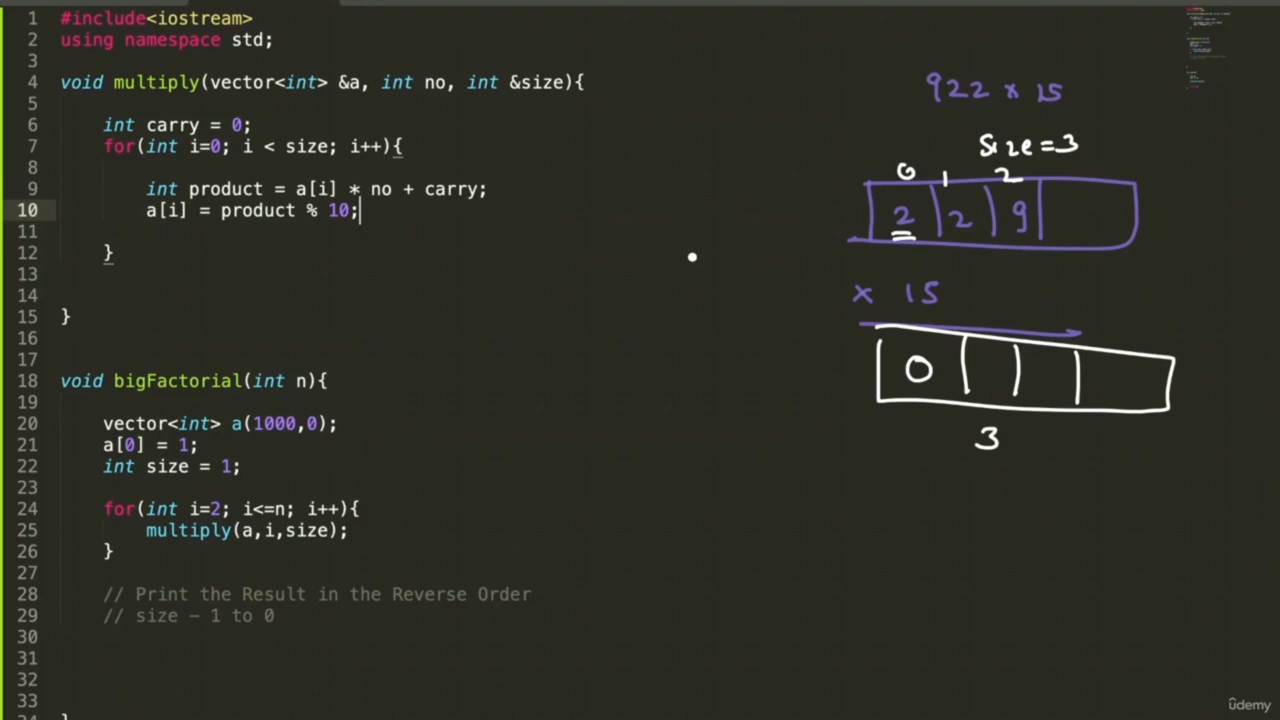 1 #include<iostream>
2 using namespace std;
3
4 void multiply(vector<int> &a, int no, int &size){
5
6 int carry = 0;
7 for(int i=0; i < size; i++){
8
9 int product = a[i] * no + carry;
10 a[i] = product % 10;
11
12 }
13
14
15 }
16
17
18 void bigFactorial(int n){
19
20 vector<int> a(1000,0);
21 a[0] = 1;
22 int size = 1;
23
24 for(int i=2; i<=n; i++){
25 multiply(a,i,size);
26 }
27
28 // Print the Result in the Reverse Order
29 // size - 1 to 0
30
31
32
33
922 x 15
Size = 3
0 1 2
2 2 9
x 15
0
3
ûdemy